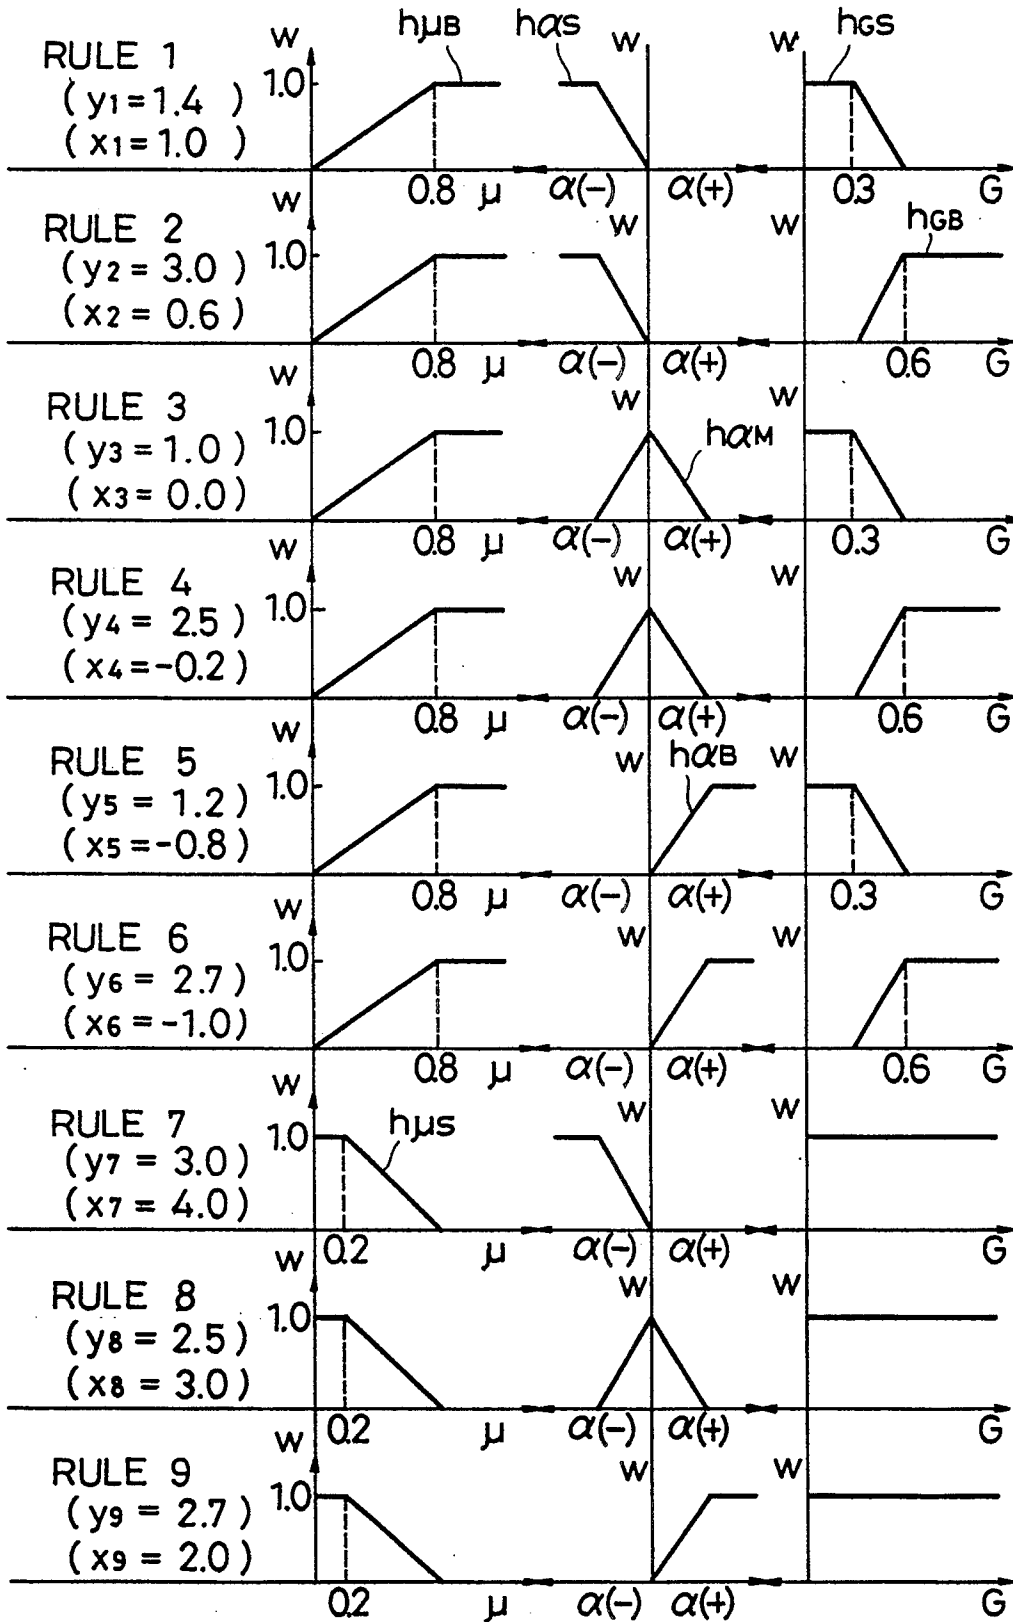 W hμB hαS W W hGS
RULE 1
(y1 = 1.4 )
(x1 = 1.0 )
1.0
0.8 μ α(-) α(+) 0.3 G
W W W hGB
RULE 2
(y2 = 3.0 )
(x2 = 0.6 )
1.0
0.8 μ α(-) α(+) 0.6 G
W W hαM W
RULE 3
(y3 = 1.0 )
(x3 = 0.0 )
1.0
0.8 μ α(-) α(+) 0.3 G
W W W
RULE 4
(y4 = 2.5 )
(x4 = -0.2 )
1.0
0.8 μ α(-) α(+) 0.6 G
W W hαB W
RULE 5
(y5 = 1.2 )
(x5 = -0.8 )
1.0
0.8 μ α(-) α(+) 0.3 G
W W W
RULE 6
(y6 = 2.7 )
(x6 = -1.0 )
1.0
0.8 μ α(-) α(+) 0.6 G
W hμS W W
RULE 7
(y7 = 3.0 )
(x7 = 4.0 )
1.0
0.2 μ α(-) α(+) G
W W W
RULE 8
(y8 = 2.5 )
(x8 = 3.0 )
1.0
0.2 μ α(-) α(+) G
W W W
RULE 9
(y9 = 2.7 )
(x9 = 2.0 )
1.0
0.2 μ α(-) α(+) G